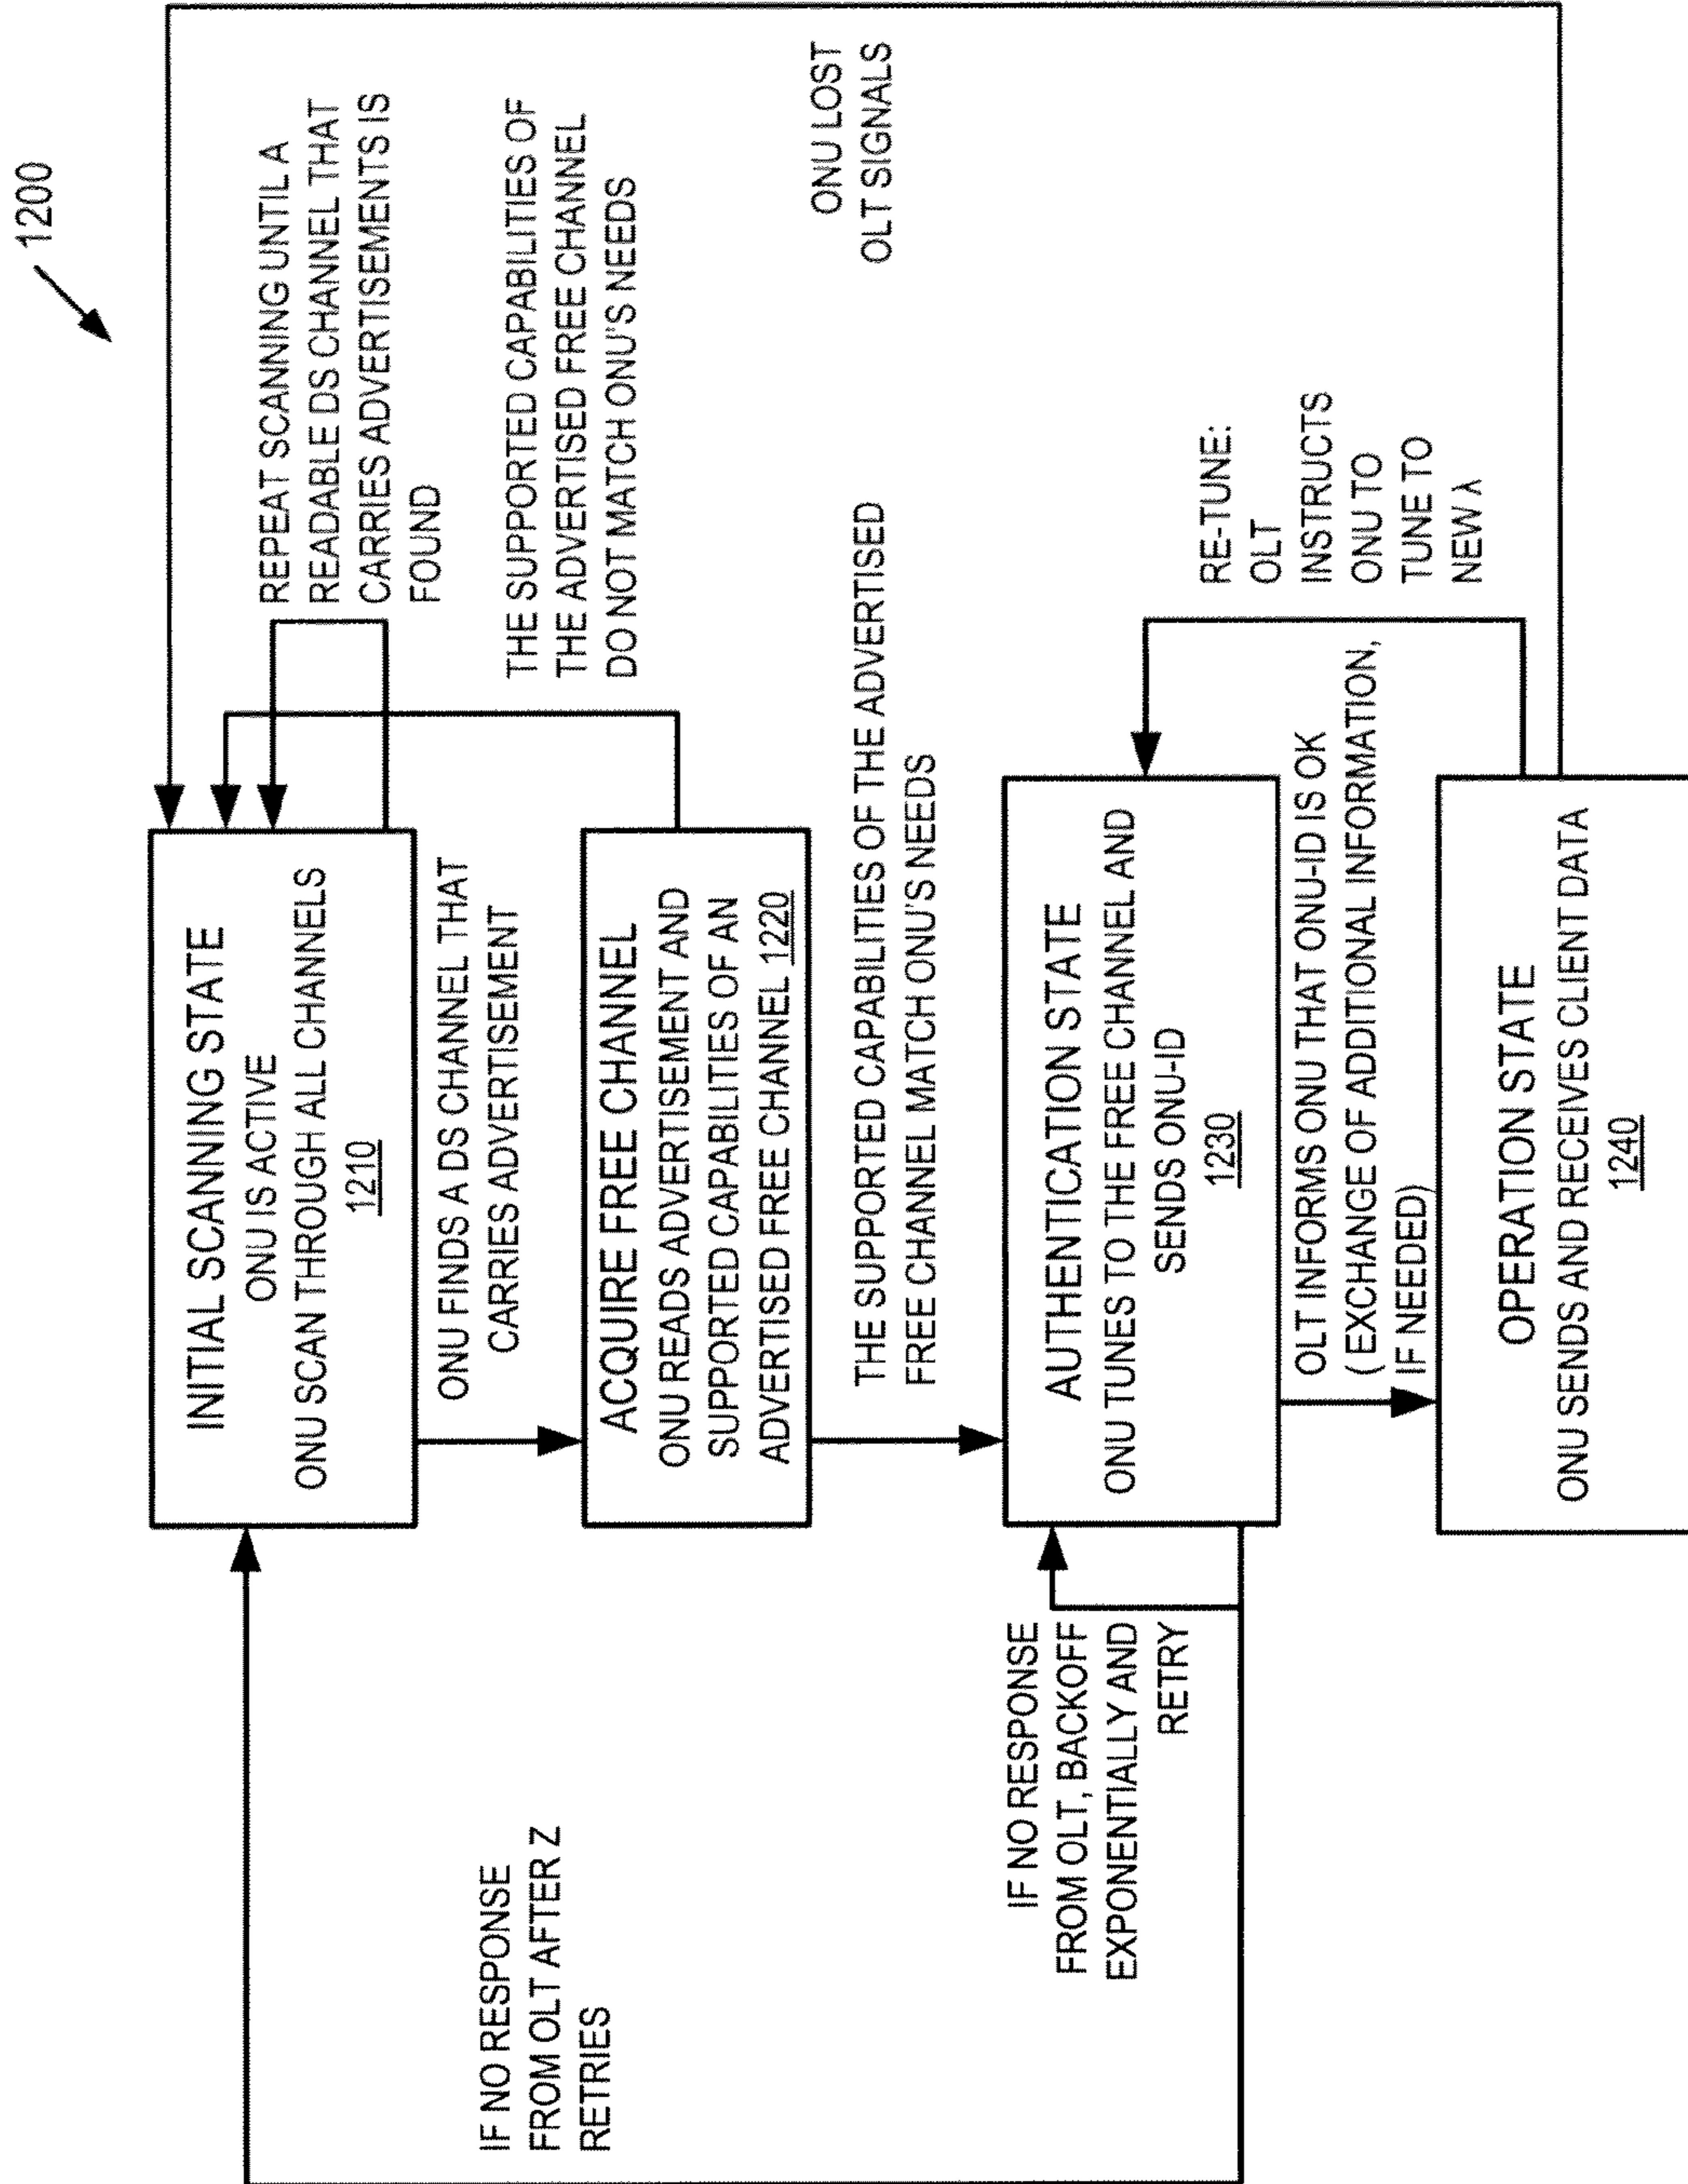 1200
INITIAL SCANNING STATE
ONU IS ACTIVE
ONU SCAN THROUGH ALL CHANNELS
1210
REPEAT SCANNING UNTIL A
READABLE DS CHANNEL THAT
CARRIES ADVERTISEMENTS IS
FOUND
ONU FINDS A DS CHANNEL THAT
CARRIES ADVERTISEMENT
THE SUPPORTED CAPABILITIES OF
THE ADVERTISED FREE CHANNEL
DO NOT MATCH ONU'S NEEDS
IF NO RESPONSE
FROM OLT AFTER Z
RETRIES
ACQUIRE FREE CHANNEL
ONU READS ADVERTISEMENT AND
SUPPORTED CAPABILITIES OF AN
ADVERTISED FREE CHANNEL 1220
ONU LOST
OLT SIGNALS
THE SUPPORTED CAPABILITIES OF THE ADVERTISED
FREE CHANNEL MATCH ONU'S NEEDS
IF NO RESPONSE
FROM OLT, BACKOFF
EXPONENTIALLY AND
RETRY
AUTHENTICATION STATE
ONU TUNES TO THE FREE CHANNEL AND
SENDS ONU-ID
1230
RE-TUNE:
OLT
INSTRUCTS
ONU TO
TUNE TO
NEW λ
OLT INFORMS ONU THAT ONU-ID IS OK
( EXCHANGE OF ADDITIONAL INFORMATION,
IF NEEDED)
OPERATION STATE
ONU SENDS AND RECEIVES CLIENT DATA
1240